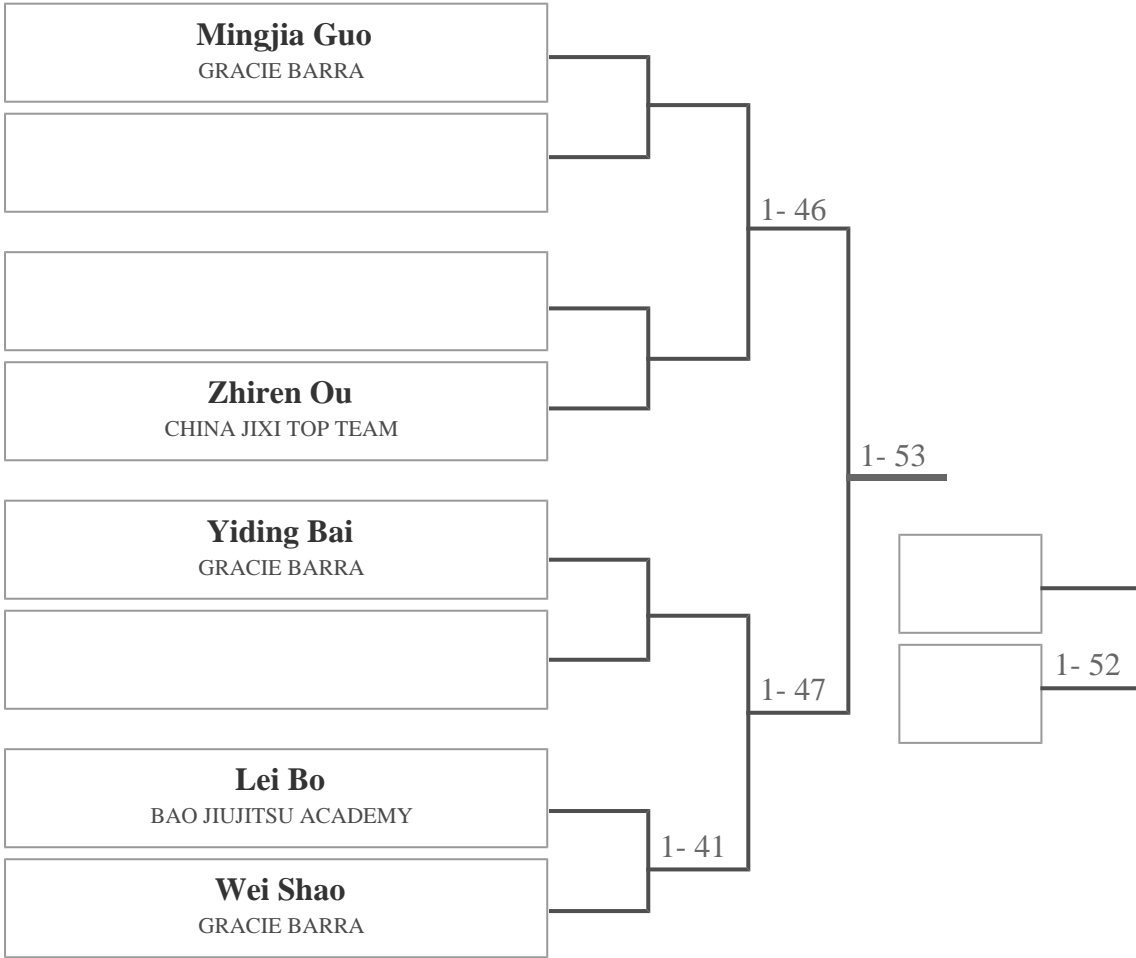 Mingjia Guo
GRACIE BARRA
1- 46
Zhiren Ou
CHINA JIXI TOP TEAM
1- 53
Yiding Bai
GRACIE BARRA
1- 52
1- 47
Lei Bo
BAO JIUJITSU ACADEMY
1- 41
Wei Shao
GRACIE BARRA